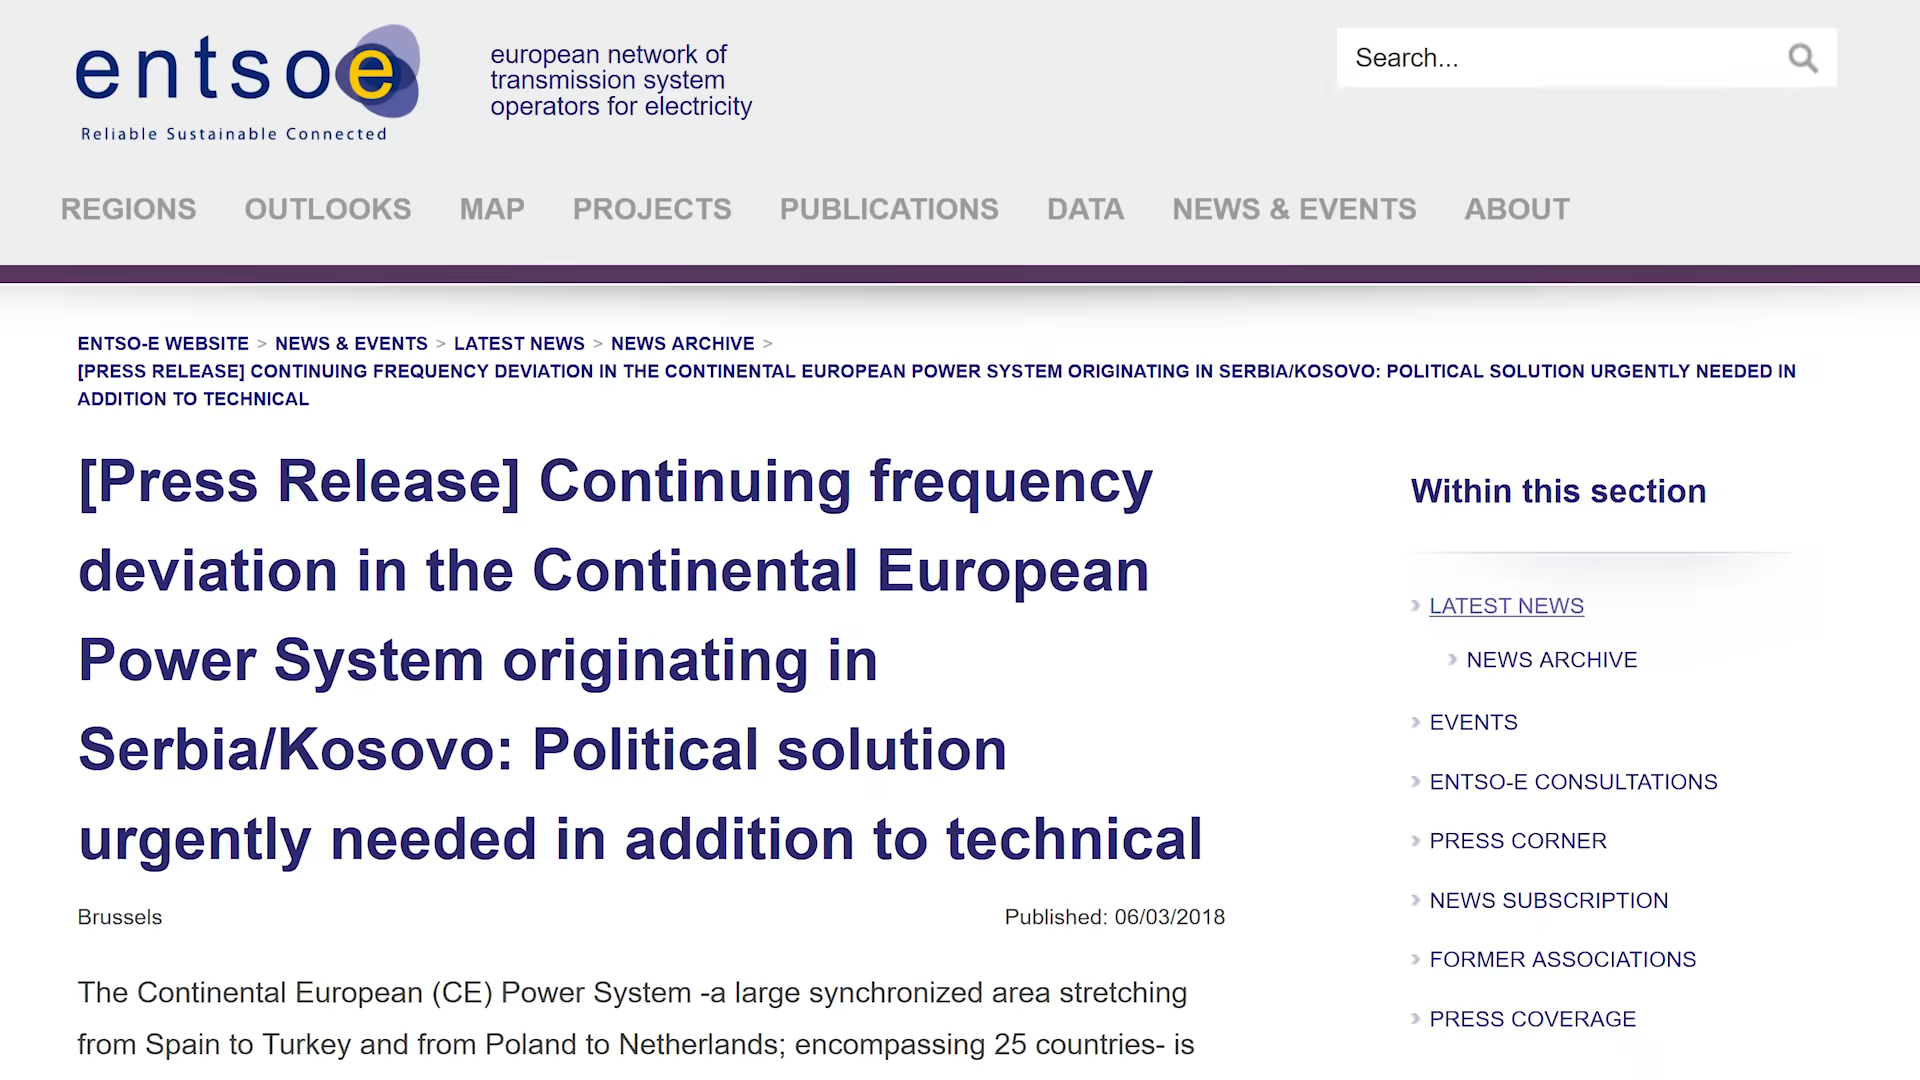 entsoe
Reliable Sustainable Connected
european network of
transmission system
operators for electricity
Search...
REGIONS OUTLOOKS MAP PROJECTS PUBLICATIONS DATA NEWS & EVENTS ABOUT
ENTSO-E WEBSITE > NEWS & EVENTS > LATEST NEWS > NEWS ARCHIVE >
[PRESS RELEASE] CONTINUING FREQUENCY DEVIATION IN THE CONTINENTAL EUROPEAN POWER SYSTEM ORIGINATING IN SERBIA/KOSOVO: POLITICAL SOLUTION URGENTLY NEEDED IN
ADDITION TO TECHNICAL
[Press Release] Continuing frequency
deviation in the Continental European
Power System originating in
Serbia/Kosovo: Political solution
urgently needed in addition to technical
Brussels Published: 06/03/2018
The Continental European (CE) Power System -a large synchronized area stretching
from Spain to Turkey and from Poland to Netherlands; encompassing 25 countries- is
Within this section
LATEST NEWS
NEWS ARCHIVE
EVENTS
ENTSO-E CONSULTATIONS
PRESS CORNER
NEWS SUBSCRIPTION
FORMER ASSOCIATIONS
PRESS COVERAGE